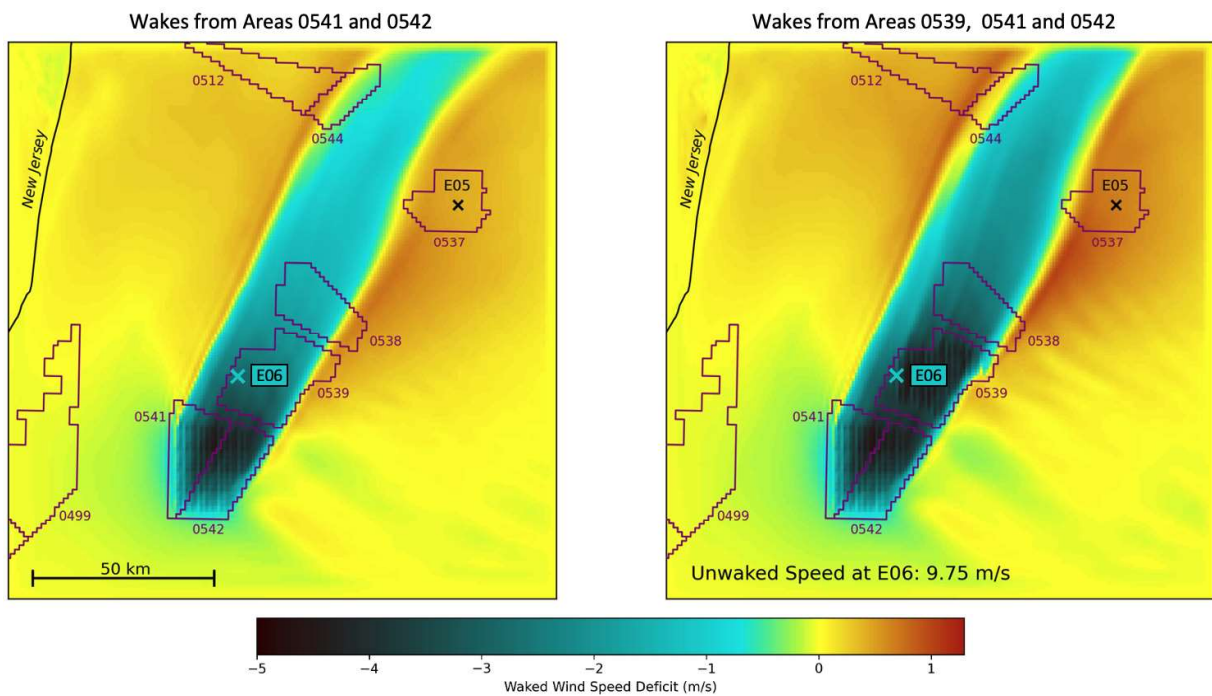 Wakes from Areas 0541 and 0542
Wakes from Areas 0539, 0541 and 0542
0512
0544
New Jersey
E05
0537
0538
E06
0539
0541
0499
0542
50 km
0512
0544
New Jersey
E05
0537
0538
E06
0539
0541
0499
0542
Unwaked Speed at E06: 9.75 m/s
−5 −4 −3 −2 −1 0 1
Waked Wind Speed Deficit (m/s)